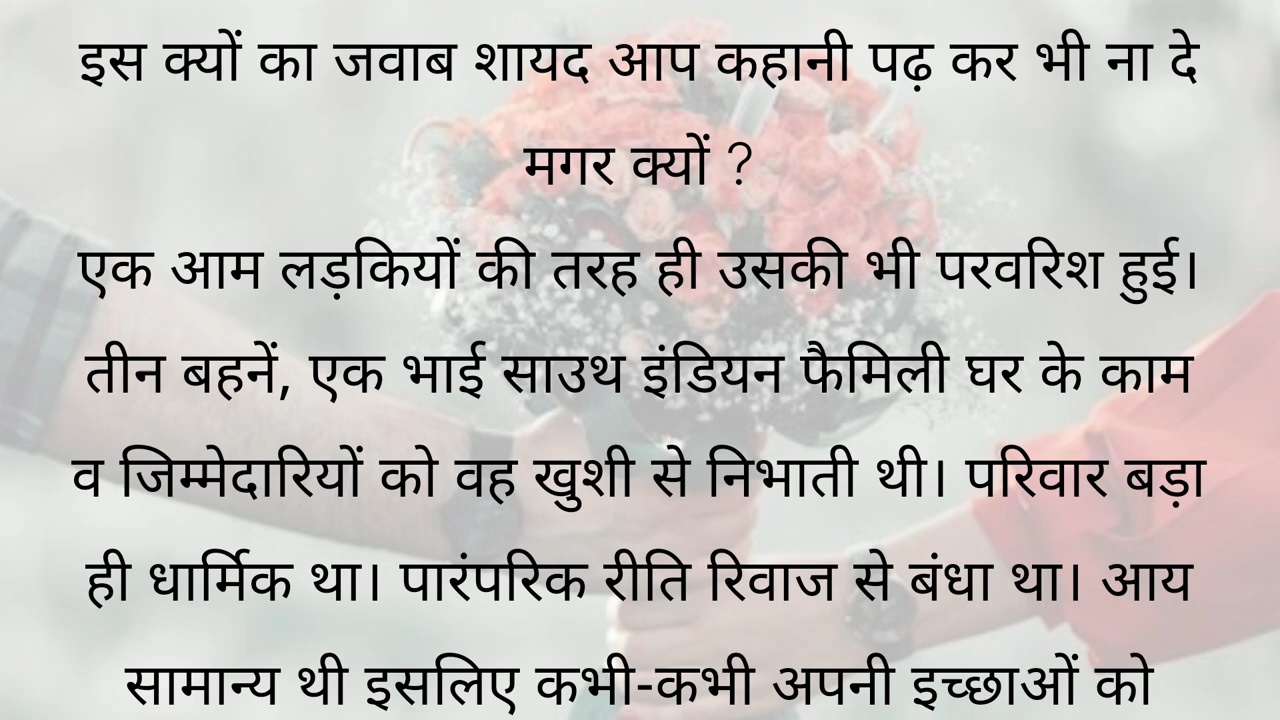 इस क्यों का जवाब शायद आप कहानी पढ़ कर भी ना दे
मगर क्यों ?
एक आम लड़कियों की तरह ही उसकी भी परवरिश हुई।
तीन बहनें, एक भाई साउथ इंडियन फैमिली घर के काम
व जिम्मेदारियों को वह खुशी से निभाती थी। परिवार बड़ा
ही धार्मिक था। पारंपरिक रीति रिवाज से बंधा था। आय
सामान्य थी इसलिए कभी-कभी अपनी इच्छाओं को